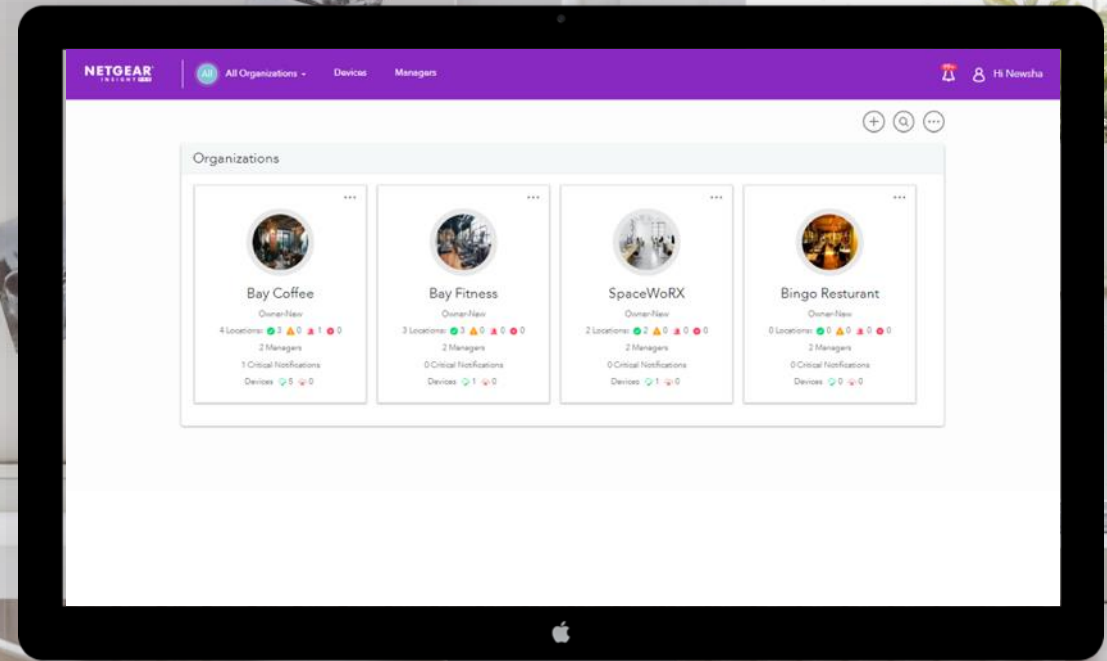 NETGEAR
INSIGHT PRO
All All Organizations Devices Managers
Hi Newsha
Organizations
Bay Coffee
Owner-New
4 Locations: 3 0 1 0
2 Managers
1 Critical Notifications
Devices 5 0
Bay Fitness
Owner-New
3 Locations: 3 0 0 0
2 Managers
0 Critical Notifications
Devices 1 0
SpaceWoRX
Owner-New
2 Locations: 2 0 0 0
2 Managers
0 Critical Notifications
Devices 1 0
Bingo Resturant
Owner-New
0 Locations: 0 0 0 0
2 Managers
0 Critical Notifications
Devices 0 0